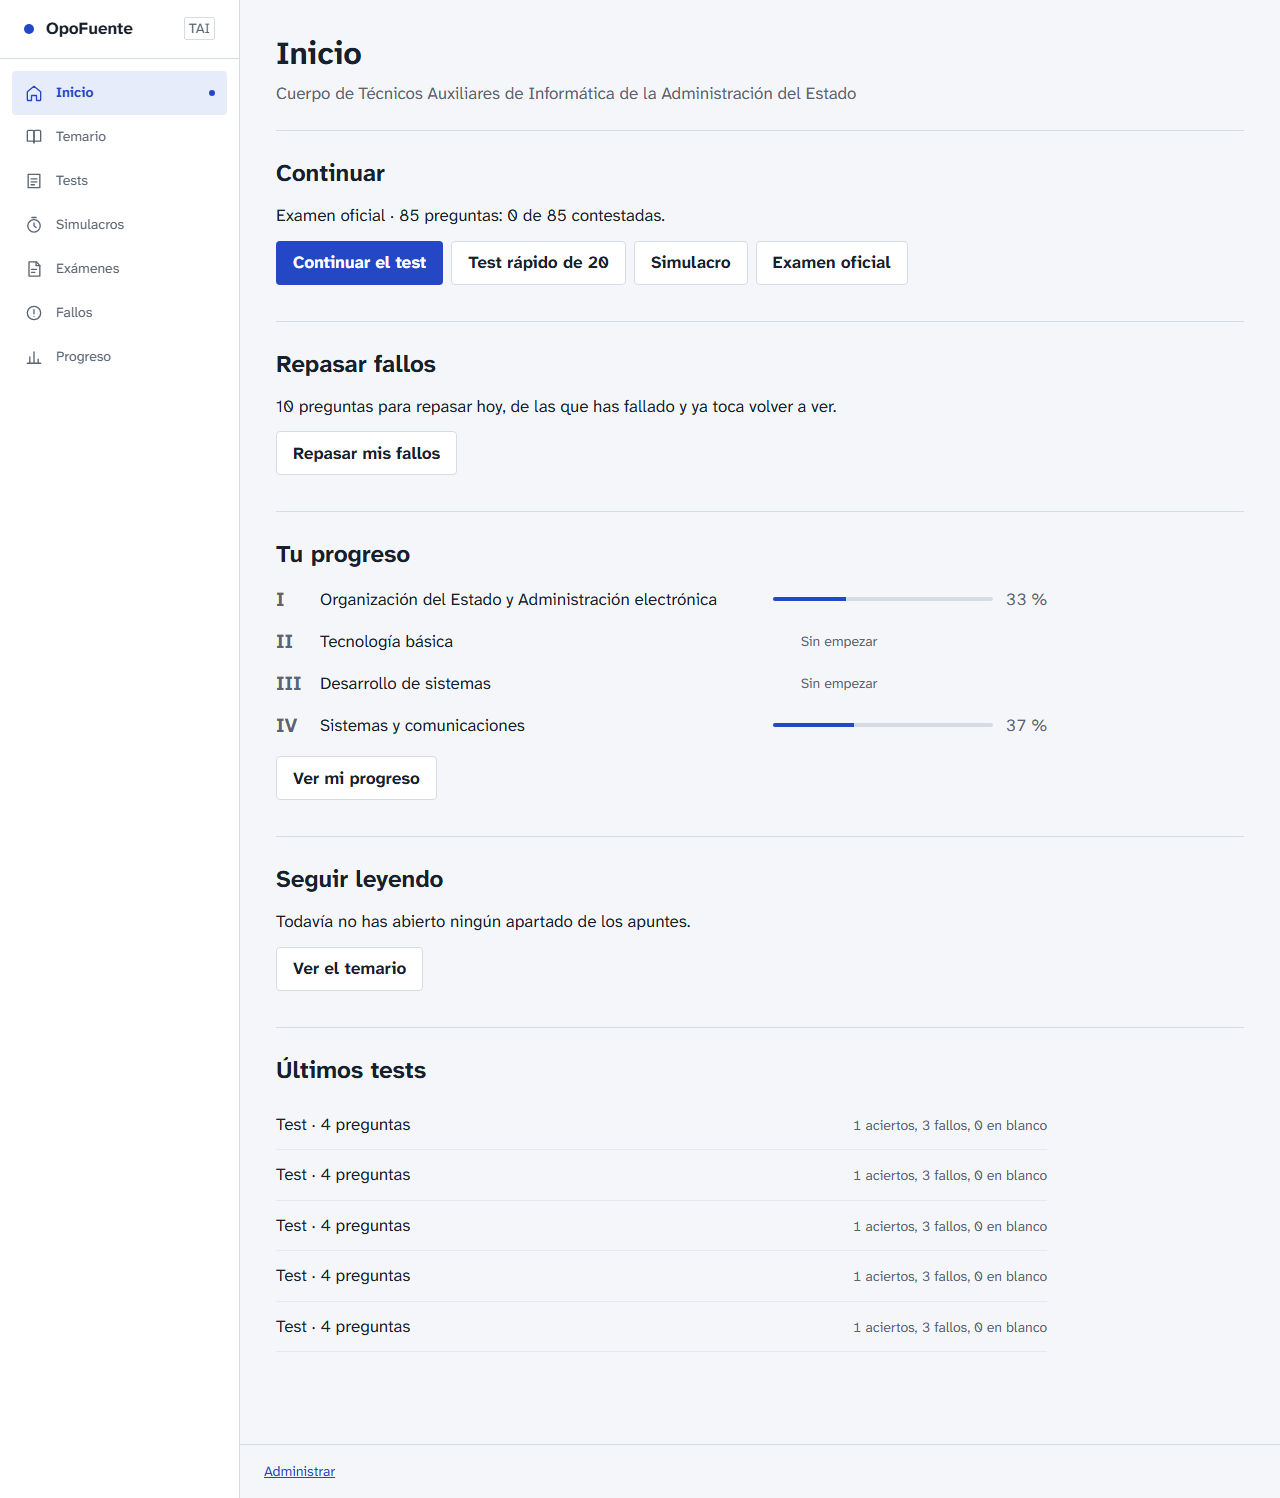 OpoFuente
TAI
Inicio
Temario
Tests
Simulacros
Exámenes
Fallos
Progreso
Inicio
Cuerpo de Técnicos Auxiliares de Informática de la Administración del Estado
Continuar
Examen oficial · 85 preguntas: 0 de 85 contestadas.
Continuar el test
Test rápido de 20
Simulacro
Examen oficial
Repasar fallos
10 preguntas para repasar hoy, de las que has fallado y ya toca volver a ver.
Repasar mis fallos
Tu progreso
I Organización del Estado y Administración electrónica 33 %
II Tecnología básica Sin empezar
III Desarrollo de sistemas Sin empezar
IV Sistemas y comunicaciones 37 %
Ver mi progreso
Seguir leyendo
Todavía no has abierto ningún apartado de los apuntes.
Ver el temario
Últimos tests
Test · 4 preguntas 1 aciertos, 3 fallos, 0 en blanco
Test · 4 preguntas 1 aciertos, 3 fallos, 0 en blanco
Test · 4 preguntas 1 aciertos, 3 fallos, 0 en blanco
Test · 4 preguntas 1 aciertos, 3 fallos, 0 en blanco
Test · 4 preguntas 1 aciertos, 3 fallos, 0 en blanco
Administrar